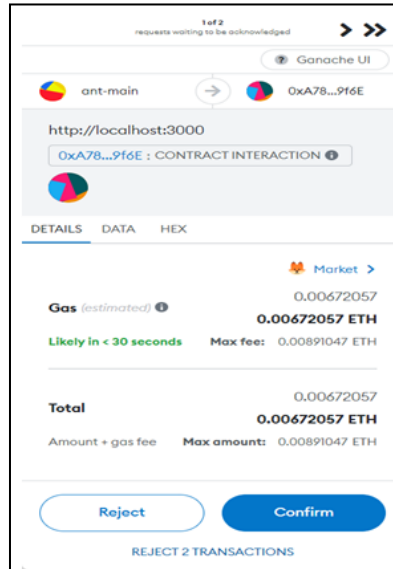 1 of 2
requests waiting to be acknowledged
Ganache UI
ant-main 0xA78...9f6E
http://localhost:3000
0xA78...9f6E : CONTRACT INTERACTION
DETAILS DATA HEX
Market >
Gas (estimated) 0.00672057
0.00672057 ETH
Likely in < 30 seconds Max fee: 0.00891047 ETH
Total 0.00672057
0.00672057 ETH
Amount + gas fee Max amount: 0.00891047 ETH
Reject Confirm
REJECT 2 TRANSACTIONS